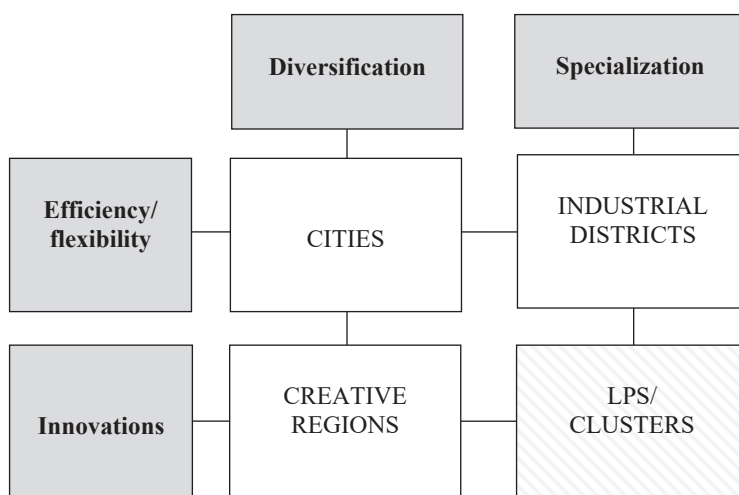 Diversification
Specialization
Efficiency/
flexibility
CITIES
INDUSTRIAL
DISTRICTS
Innovations
CREATIVE
REGIONS
LPS/
CLUSTERS